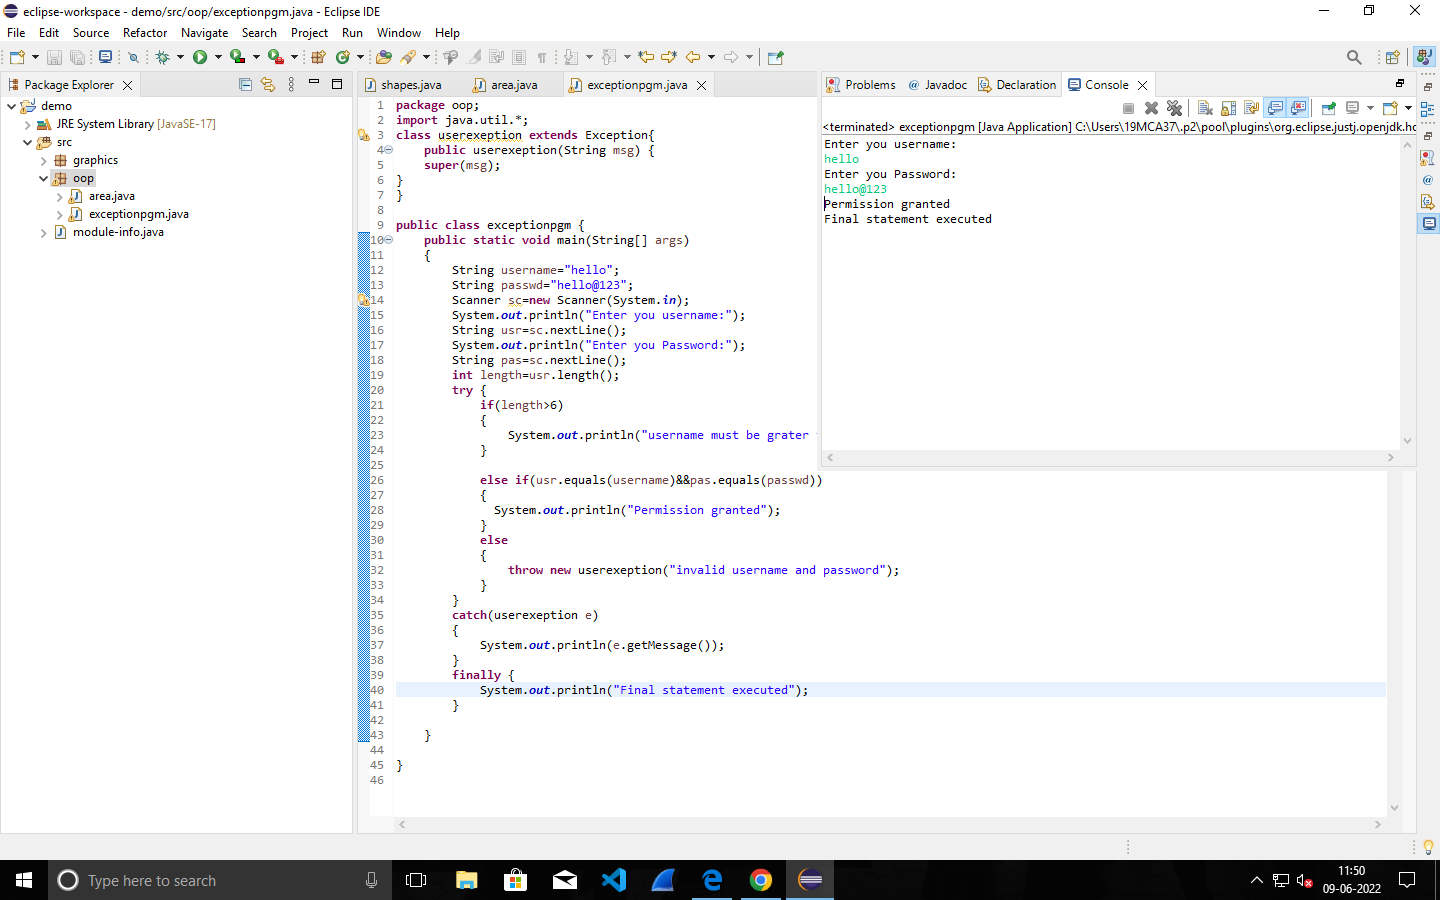 eclipse-workspace - demo/src/oop/exceptionpgm.java - Eclipse IDE
File Edit Source Refactor Navigate Search Project Run Window Help
Package Explorer
demo
JRE System Library [JavaSE-17]
src
graphics
oop
area.java
exceptionpgm.java
module-info.java
shapes.java area.java exceptionpgm.java
1 package oop;
2 import java.util.*;
3 class userexeption extends Exception{
4 public userexeption(String msg) {
5 super(msg);
6 }
7 }
8
9 public class exceptionpgm {
10 public static void main(String[] args)
11 {
12 String username="hello";
13 String passwd="hello@123";
14 Scanner sc=new Scanner(System.in);
15 System.out.println("Enter you username:");
16 String usr=sc.nextLine();
17 System.out.println("Enter you Password:");
18 String pas=sc.nextLine();
19 int length=usr.length();
20 try {
21 if(length>6)
22 {
23 System.out.println("username must be grater
24 }
25
26 else if(usr.equals(username)&&pas.equals(passwd))
27 {
28 System.out.println("Permission granted");
29 }
30 else
31 {
32 throw new userexeption("invalid username and password");
33 }
34 }
35 catch(userexeption e)
36 {
37 System.out.println(e.getMessage());
38 }
39 finally {
40 System.out.println("Final statement executed");
41 }
42
43 }
44
45 }
46
Problems Javadoc Declaration Console
<terminated> exceptionpgm [Java Application] C:\Users\19MCA37\.p2\pool\plugins\org.eclipse.justj.openjdk.ho
Enter you username:
hello
Enter you Password:
hello@123
Permission granted
Final statement executed
Type here to search
11:50
09-06-2022